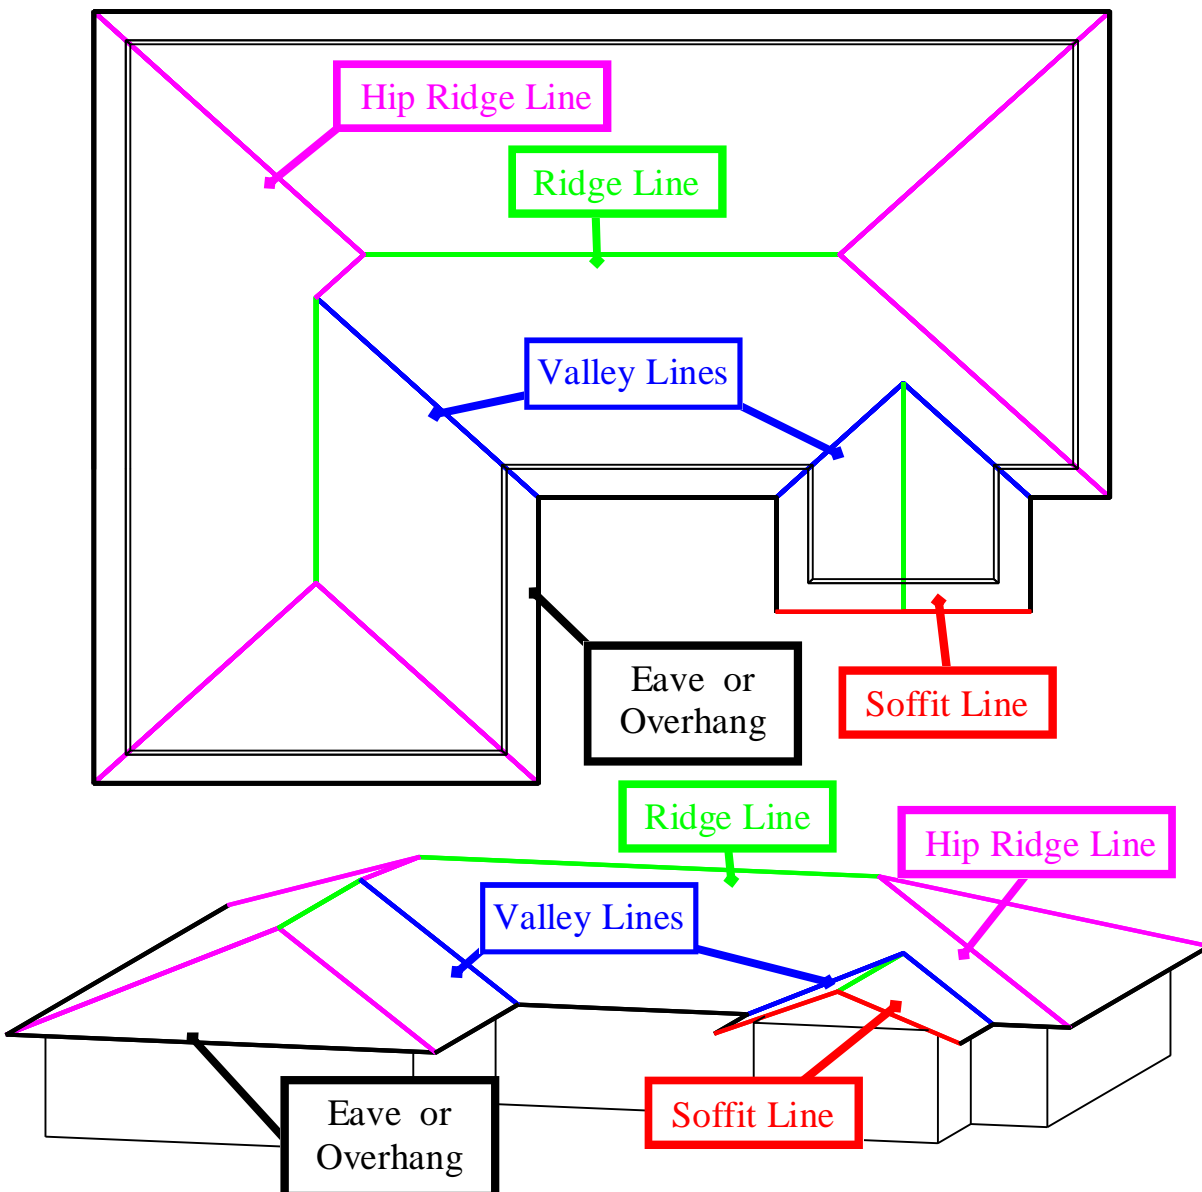 Hip Ridge Line
Ridge Line
Valley Lines
Eave or
Overhang
Soffit Line
Ridge Line
Hip Ridge Line
Valley Lines
Eave or
Overhang
Soffit Line